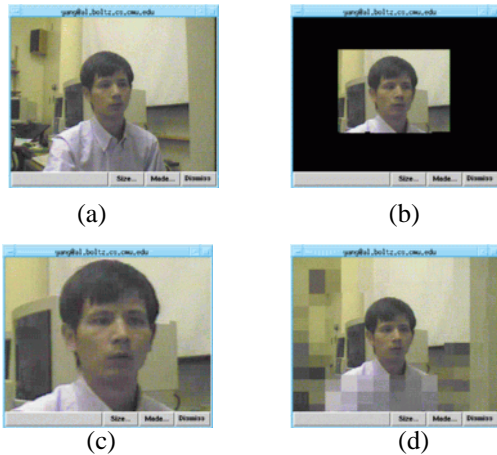 yang@al.boltz.cs.cmu.edu
yang@al.boltz.cs.cmu.edu
Size... Mode... Dismiss
Size... Mode... Dismiss
(a)
(b)
yang@al.boltz.cs.cmu.edu
yang@al.boltz.cs.cmu.edu
Size... Mode... Dismiss
Size... Mode... Dismiss
(c)
(d)